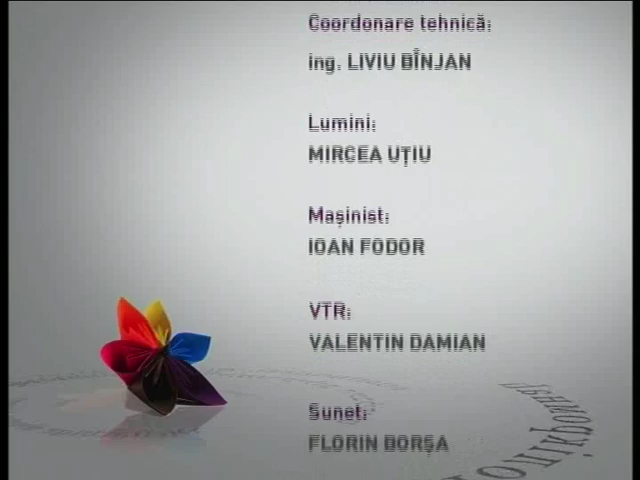 Coordonare tehnică:
ing. LIVIU BÎNJAN
Lumini:
MIRCEA UȚIU
Mașinist:
IOAN FODOR
VTR:
VALENTIN DAMIAN
Sunet:
FLORIN BORȘA